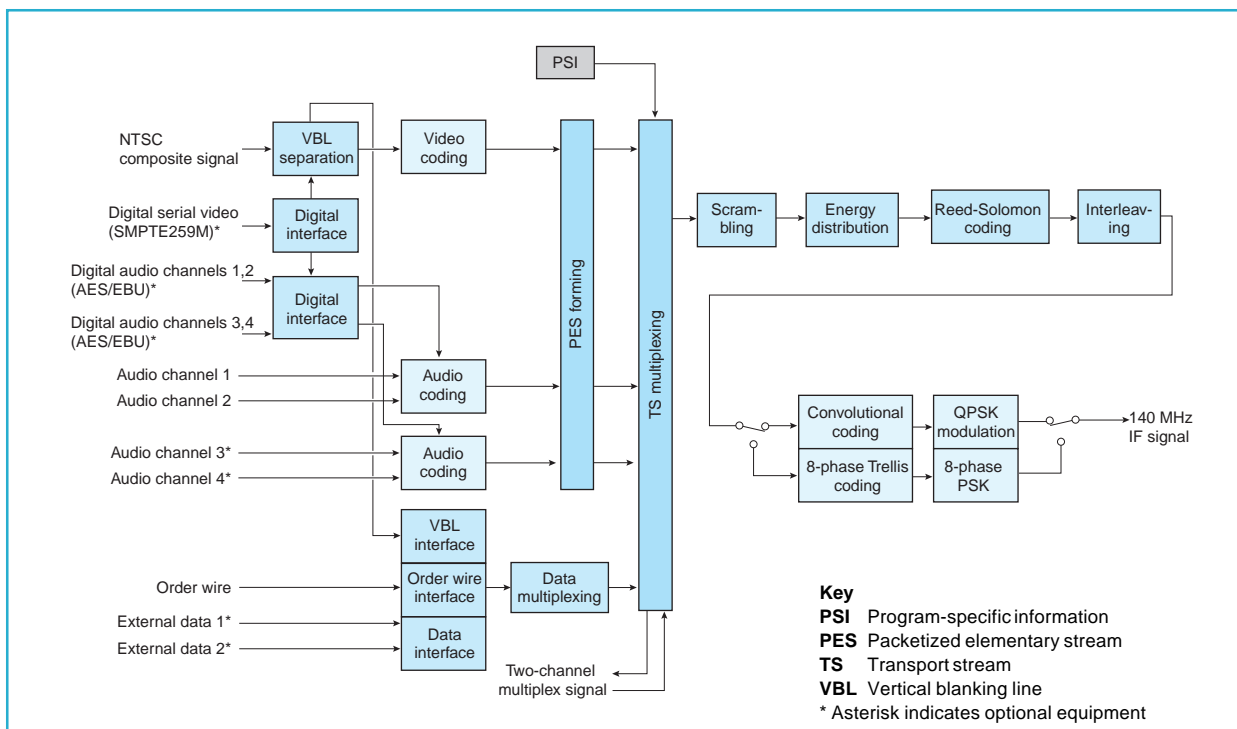 PSI
NTSC
composite signal
VBL
separation
Video
coding
Digital serial video
(SMPTE259M)*
Digital
interface
Digital audio channels 1,2
(AES/EBU)*
Digital
interface
Digital audio channels 3,4
(AES/EBU)*
Audio channel 1
Audio channel 2
Audio
coding
Audio channel 3*
Audio channel 4*
Audio
coding
VBL
interface
Order wire
Order wire
interface
Data
multiplexing
External data 1*
External data 2*
Data
interface
PES forming
TS multiplexing
Two-channel
multiplex signal
Scram-
bling
Energy
distribution
Reed-Solomon
coding
Interleav-
ing
Convolutional
coding
QPSK
modulation
8-phase Trellis
coding
8-phase
PSK
140 MHz
IF signal
Key
PSI Program-specific information
PES Packetized elementary stream
TS Transport stream
VBL Vertical blanking line
* Asterisk indicates optional equipment